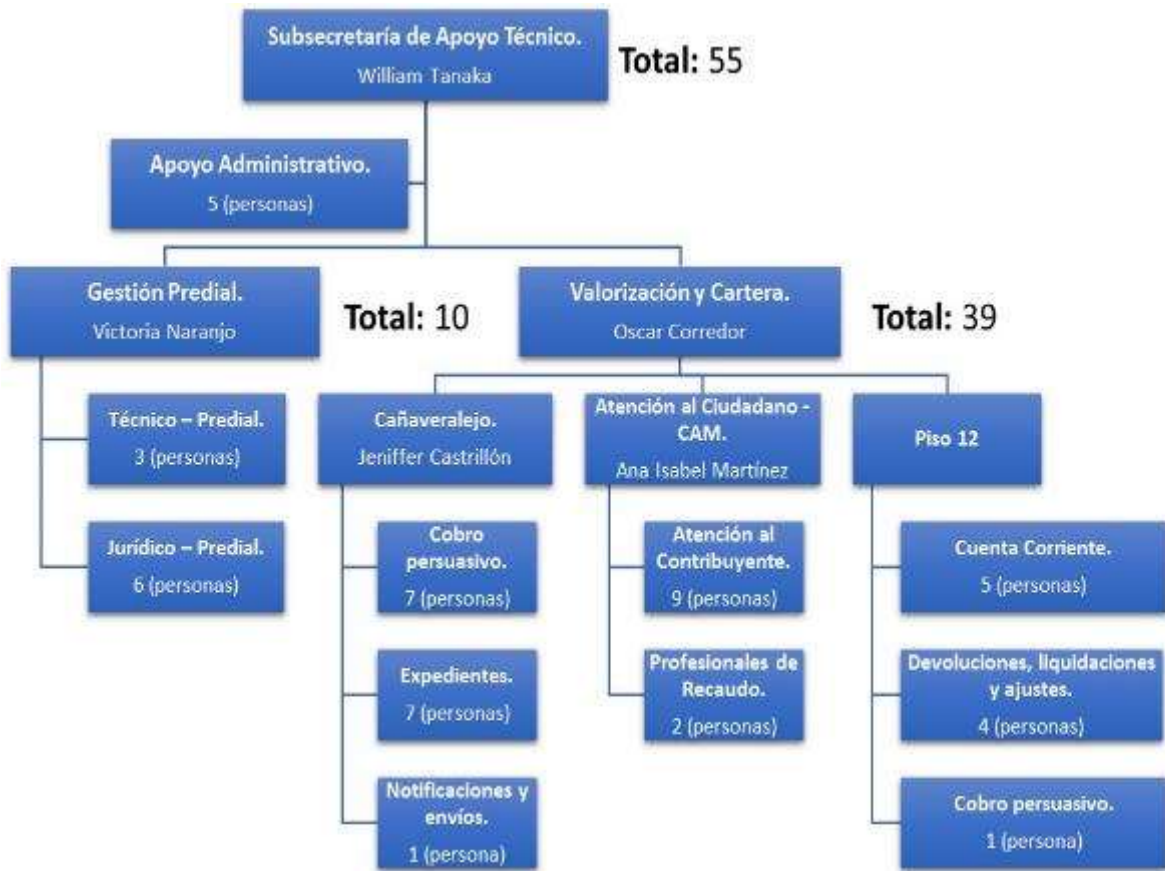 Subsecretaría de Apoyo Técnico.
William Tanaka
Total: 55
Apoyo Administrativo.
5 (personas)
Gestión Predial.
Victoria Naranjo
Total: 10
Valorización y Cartera.
Oscar Corredor
Total: 39
Técnico – Predial.
3 (personas)
Jurídico – Predial.
6 (personas)
Cañaveralejo.
Jeniffer Castrillón
Cobro
persuasivo.
7 (personas)
Expedientes.
7 (personas)
Notificaciones y
envíos.
1 (persona)
Atención al Ciudadano -
CAM.
Ana Isabel Martínez
Atención al
Contribuyente.
9 (personas)
Profesionales de
Recaudo.
2 (personas)
Piso 12
Cuenta Corriente.
5 (personas)
Devoluciones, liquidaciones
y ajustes.
4 (personas)
Cobro persuasivo.
1 (persona)